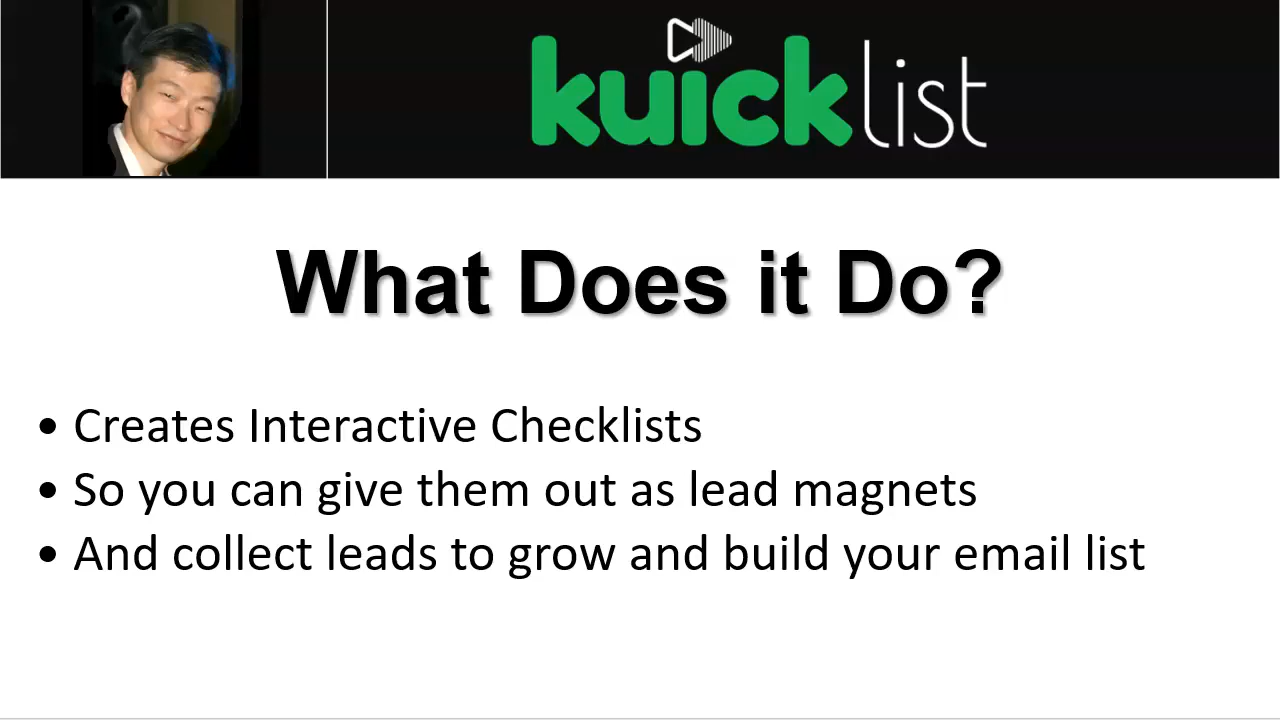 kuicklist
What Does it Do?
• Creates Interactive Checklists
• So you can give them out as lead magnets
• And collect leads to grow and build your email list